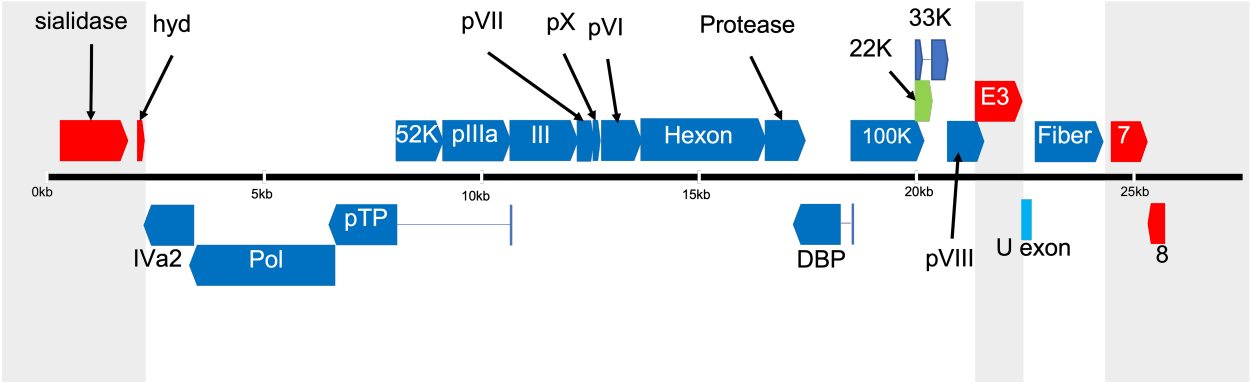 sialidase
hyd
pVII
pX
pVI
Protease
33K
22K
E3
52K
pIIIa
III
Hexon
100K
Fiber
7
0kb
5kb
10kb
15kb
20kb
25kb
pTP
IVa2
Pol
DBP
pVIII
U exon
8